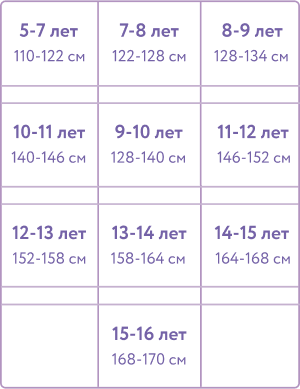 5-7 лет
110-122 см
7-8 лет
122-128 см
8-9 лет
128-134 см
10-11 лет
140-146 см
9-10 лет
128-140 см
11-12 лет
146-152 см
12-13 лет
152-158 см
13-14 лет
158-164 см
14-15 лет
164-168 см
15-16 лет
168-170 см